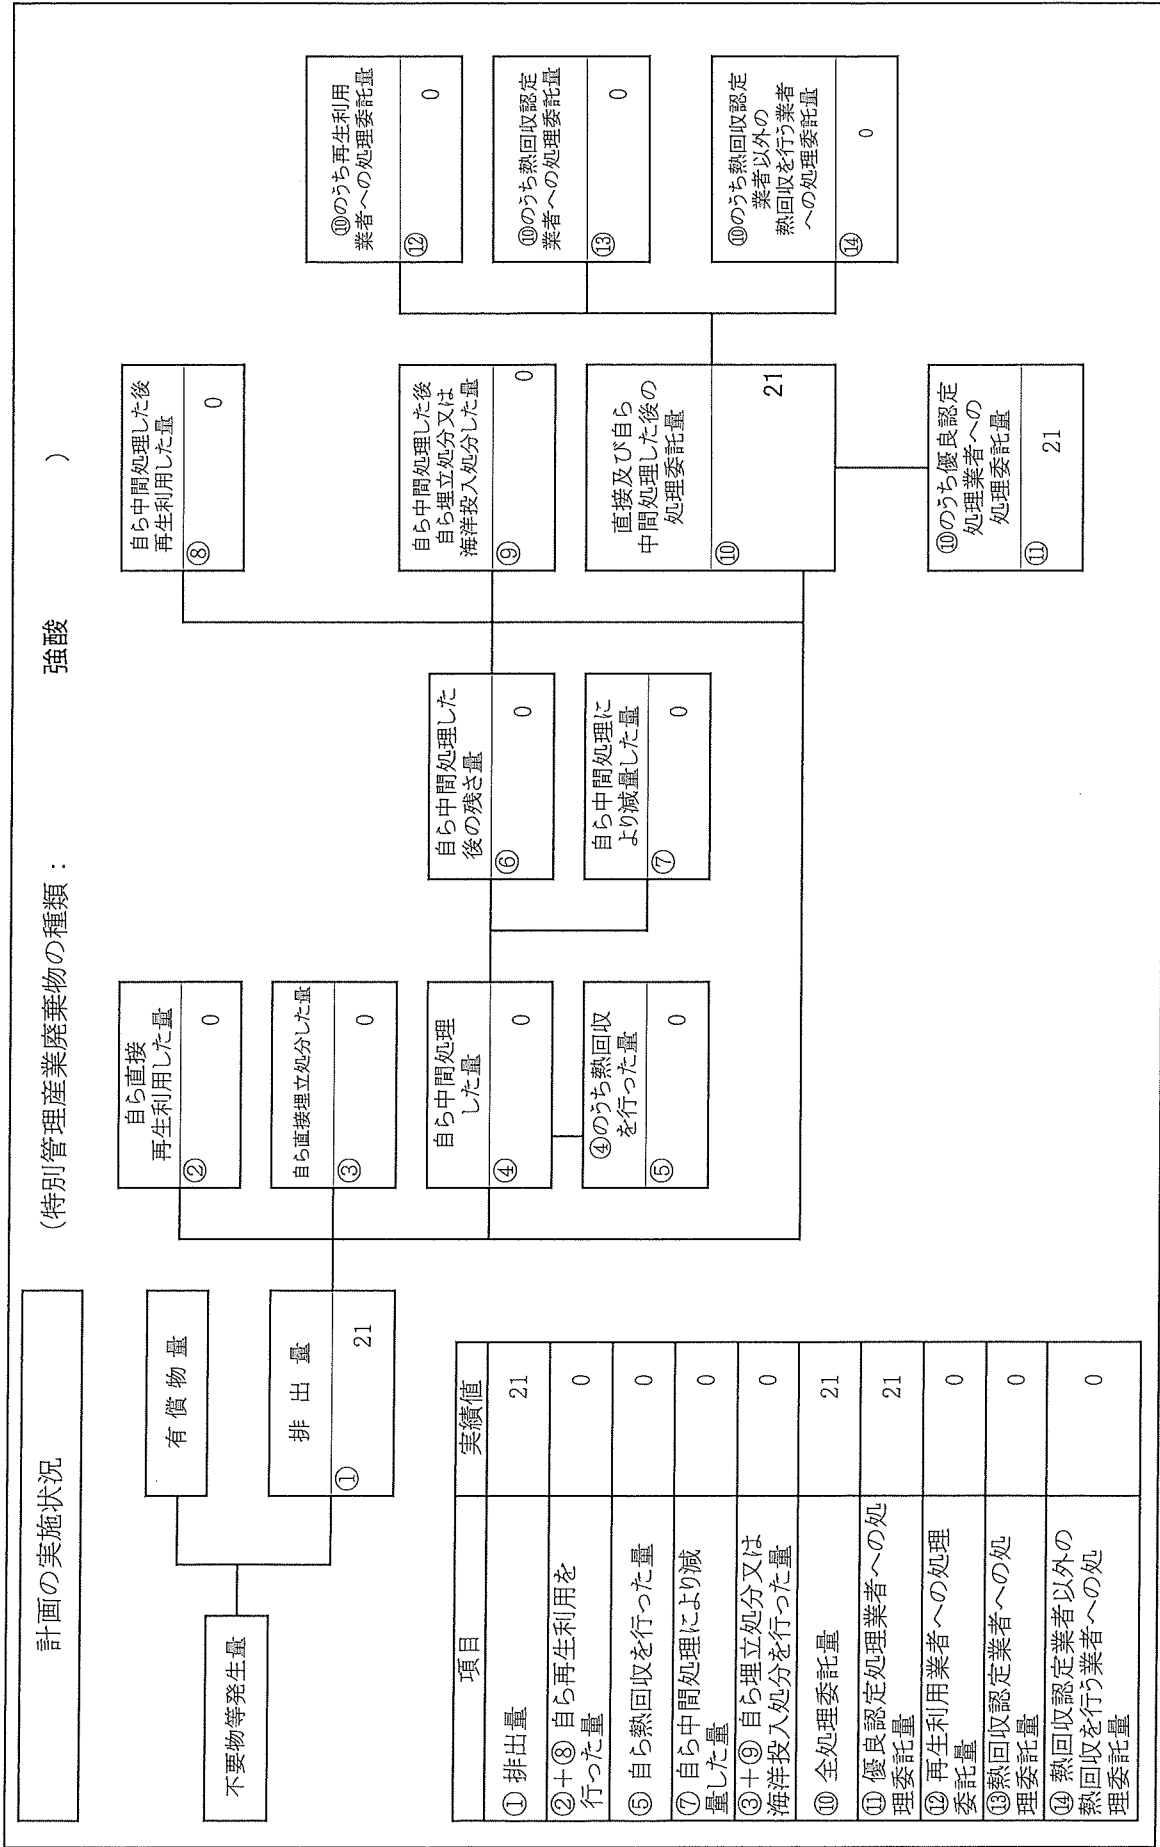 計画の実施状況
(特別管理産業廃棄物の種類： 強酸 )
不要物等発生量
有 償 物 量
排 出 量
① 21
自ら直接
再生利用した量
② 0
自ら直接埋立処分した量
③ 0
自ら中間処理
した量
④ 0
④のうち熱回収
を行った量
⑤ 0
自ら中間処理した
後の残さ量
⑥ 0
自ら中間処理に
より減量した量
⑦ 0
自ら中間処理した後
再生利用した量
⑧ 0
自ら中間処理した後
自ら埋立処分又は
海洋投入処分した量
⑨ 0
直接及び自ら
中間処理した後の
処理委託量
⑩ 21
⑩のうち優良認定
処理業者への
処理委託量
⑪ 21
⑩のうち再生利用
業者への処理委託量
⑫ 0
⑩のうち熱回収認定
業者への処理委託量
⑬ 0
⑩のうち熱回収認定
業者以外の
熱回収を行う業者
への処理委託量
⑭ 0
項目 実績値
① 排出量 21
②＋⑧ 自ら再生利用を
行った量 0
⑤ 自ら熱回収を行った量 0
⑦ 自ら中間処理により減
量した量 0
③＋⑨ 自ら埋立処分又は
海洋投入処分を行った量 0
⑩ 全処理委託量 21
⑪ 優良認定処理業者への処
理委託量 21
⑫ 再生利用業者への処理
委託量 0
⑬熱回収認定業者への処
理委託量 0
⑭ 熱回収認定業者以外の
熱回収を行う業者への処
理委託量 0